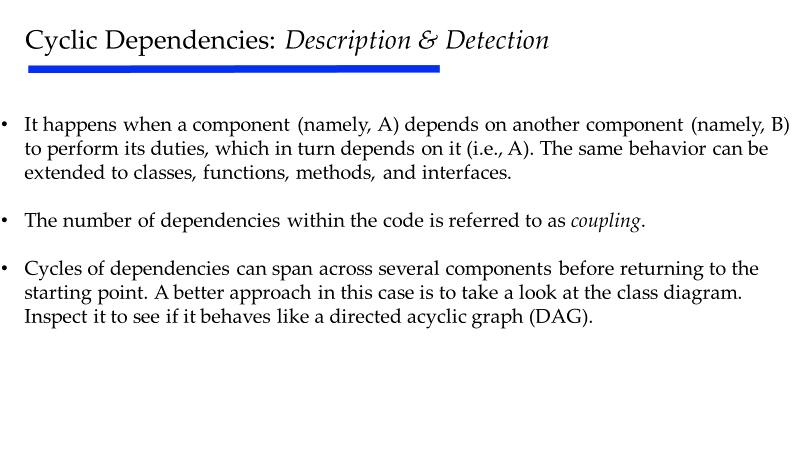 Cyclic Dependencies: Description & Detection
• It happens when a component (namely, A) depends on another component (namely, B)
to perform its duties, which in turn depends on it (i.e., A). The same behavior can be
extended to classes, functions, methods, and interfaces.
• The number of dependencies within the code is referred to as coupling.
• Cycles of dependencies can span across several components before returning to the
starting point. A better approach in this case is to take a look at the class diagram.
Inspect it to see if it behaves like a directed acyclic graph (DAG).